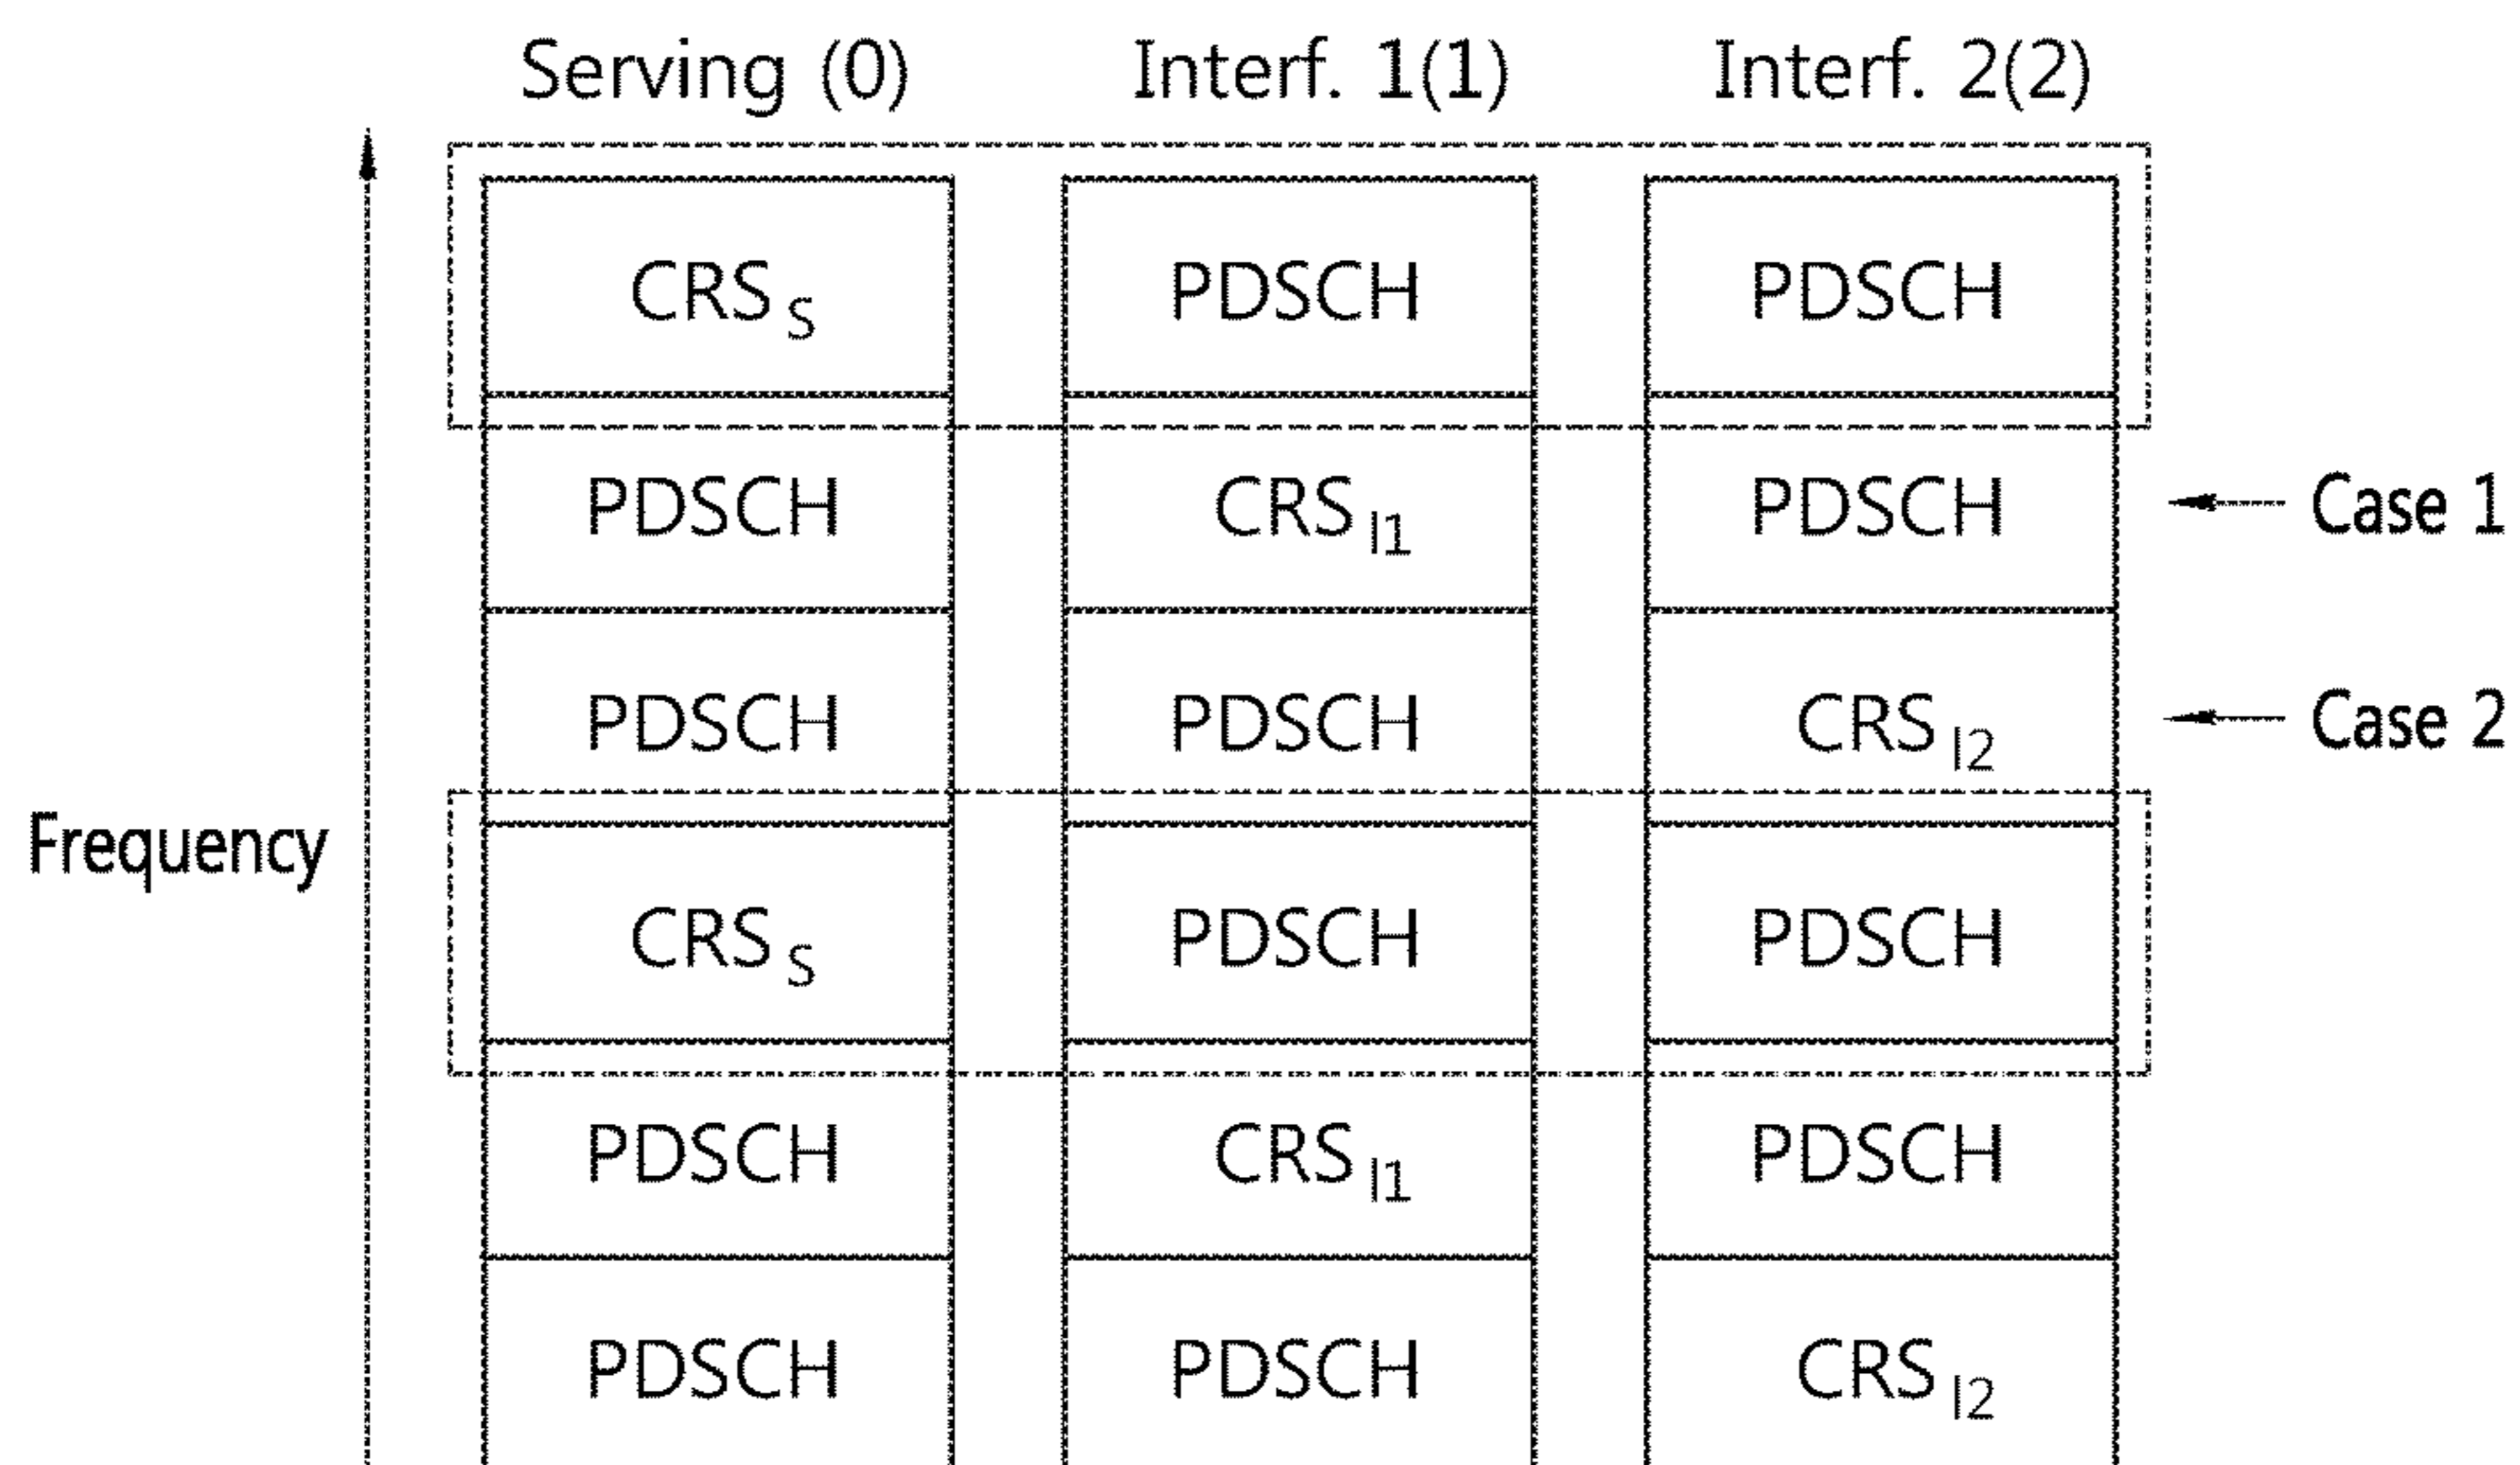 Serving (0) Interf. 1(1) Interf. 2(2)
CRS S PDSCH PDSCH
PDSCH CRS I1 PDSCH Case 1
PDSCH PDSCH CRS I2 Case 2
Frequency
CRS S PDSCH PDSCH
PDSCH CRS I1 PDSCH
PDSCH PDSCH CRS I2